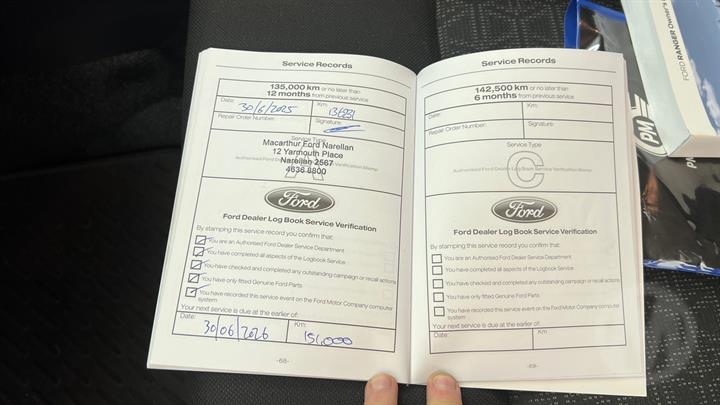 Service Records
135,000 km or no later than
12 months from previous service
Date:
30/6/2025
Km:
Repair Order Number:
Signature:
Service Type
Macarthur Ford Narellan
12 Yarmouth Place
Narellan 2567
4636 8800
A
Ford
Ford Dealer Log Book Service Verification
By stamping this service record you confirm that:
You are an Authorised Ford Dealer Service Department
You have completed all aspects of the Logbook Service
You have checked and completed any outstanding campaign or recall actions
You have only fitted Genuine Ford Parts
You have recorded this service event on the Ford Motor Company computer
system
Your next service is due at the earlier of:
Date:
30/06/2026
Km:
151,000
-68-
Service Records
142,500 km or no later than
6 months from previous service
Date:
Km:
Repair Order Number:
Signature:
Service Type
C
Authorised Ford Dealer Log Book Service Verification Stamp
Ford
Ford Dealer Log Book Service Verification
By stamping this service record you confirm that:
You are an Authorised Ford Dealer Service Department
You have completed all aspects of the Logbook Service
You have checked and completed any outstanding campaign or recall actions
You have only fitted Genuine Ford Parts
You have recorded this service event on the Ford Motor Company computer
system
Your next service is due at the earlier of:
Date:
Km:
-69-
FORD RANGER Owner's
PM